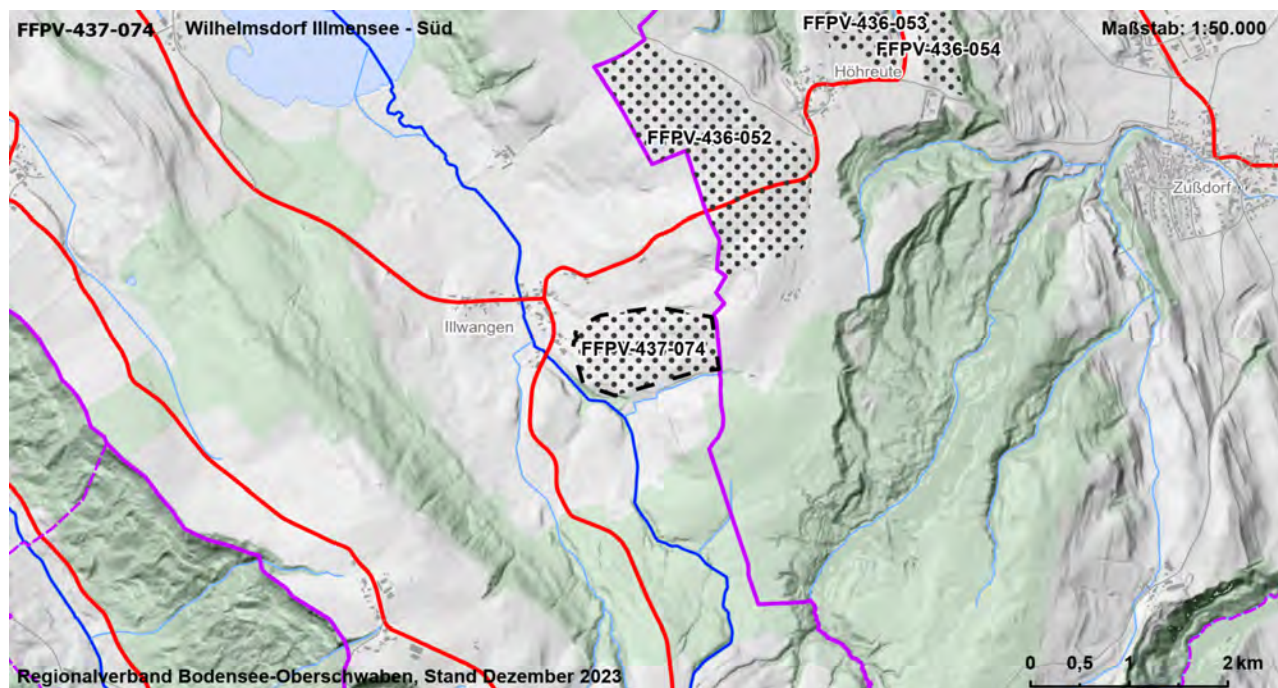 FFPV-437-074 Wilhelmsdorf Illmensee - Süd
FFPV-436-053
Maßstab: 1:50.000
FFPV-436-054
Höhreute
FFPV-436-052
Zußdorf
Illwangen
FFPV-437-074
Regionalverband Bodensee-Oberschwaben, Stand Dezember 2023
0 0,5 1 2 km